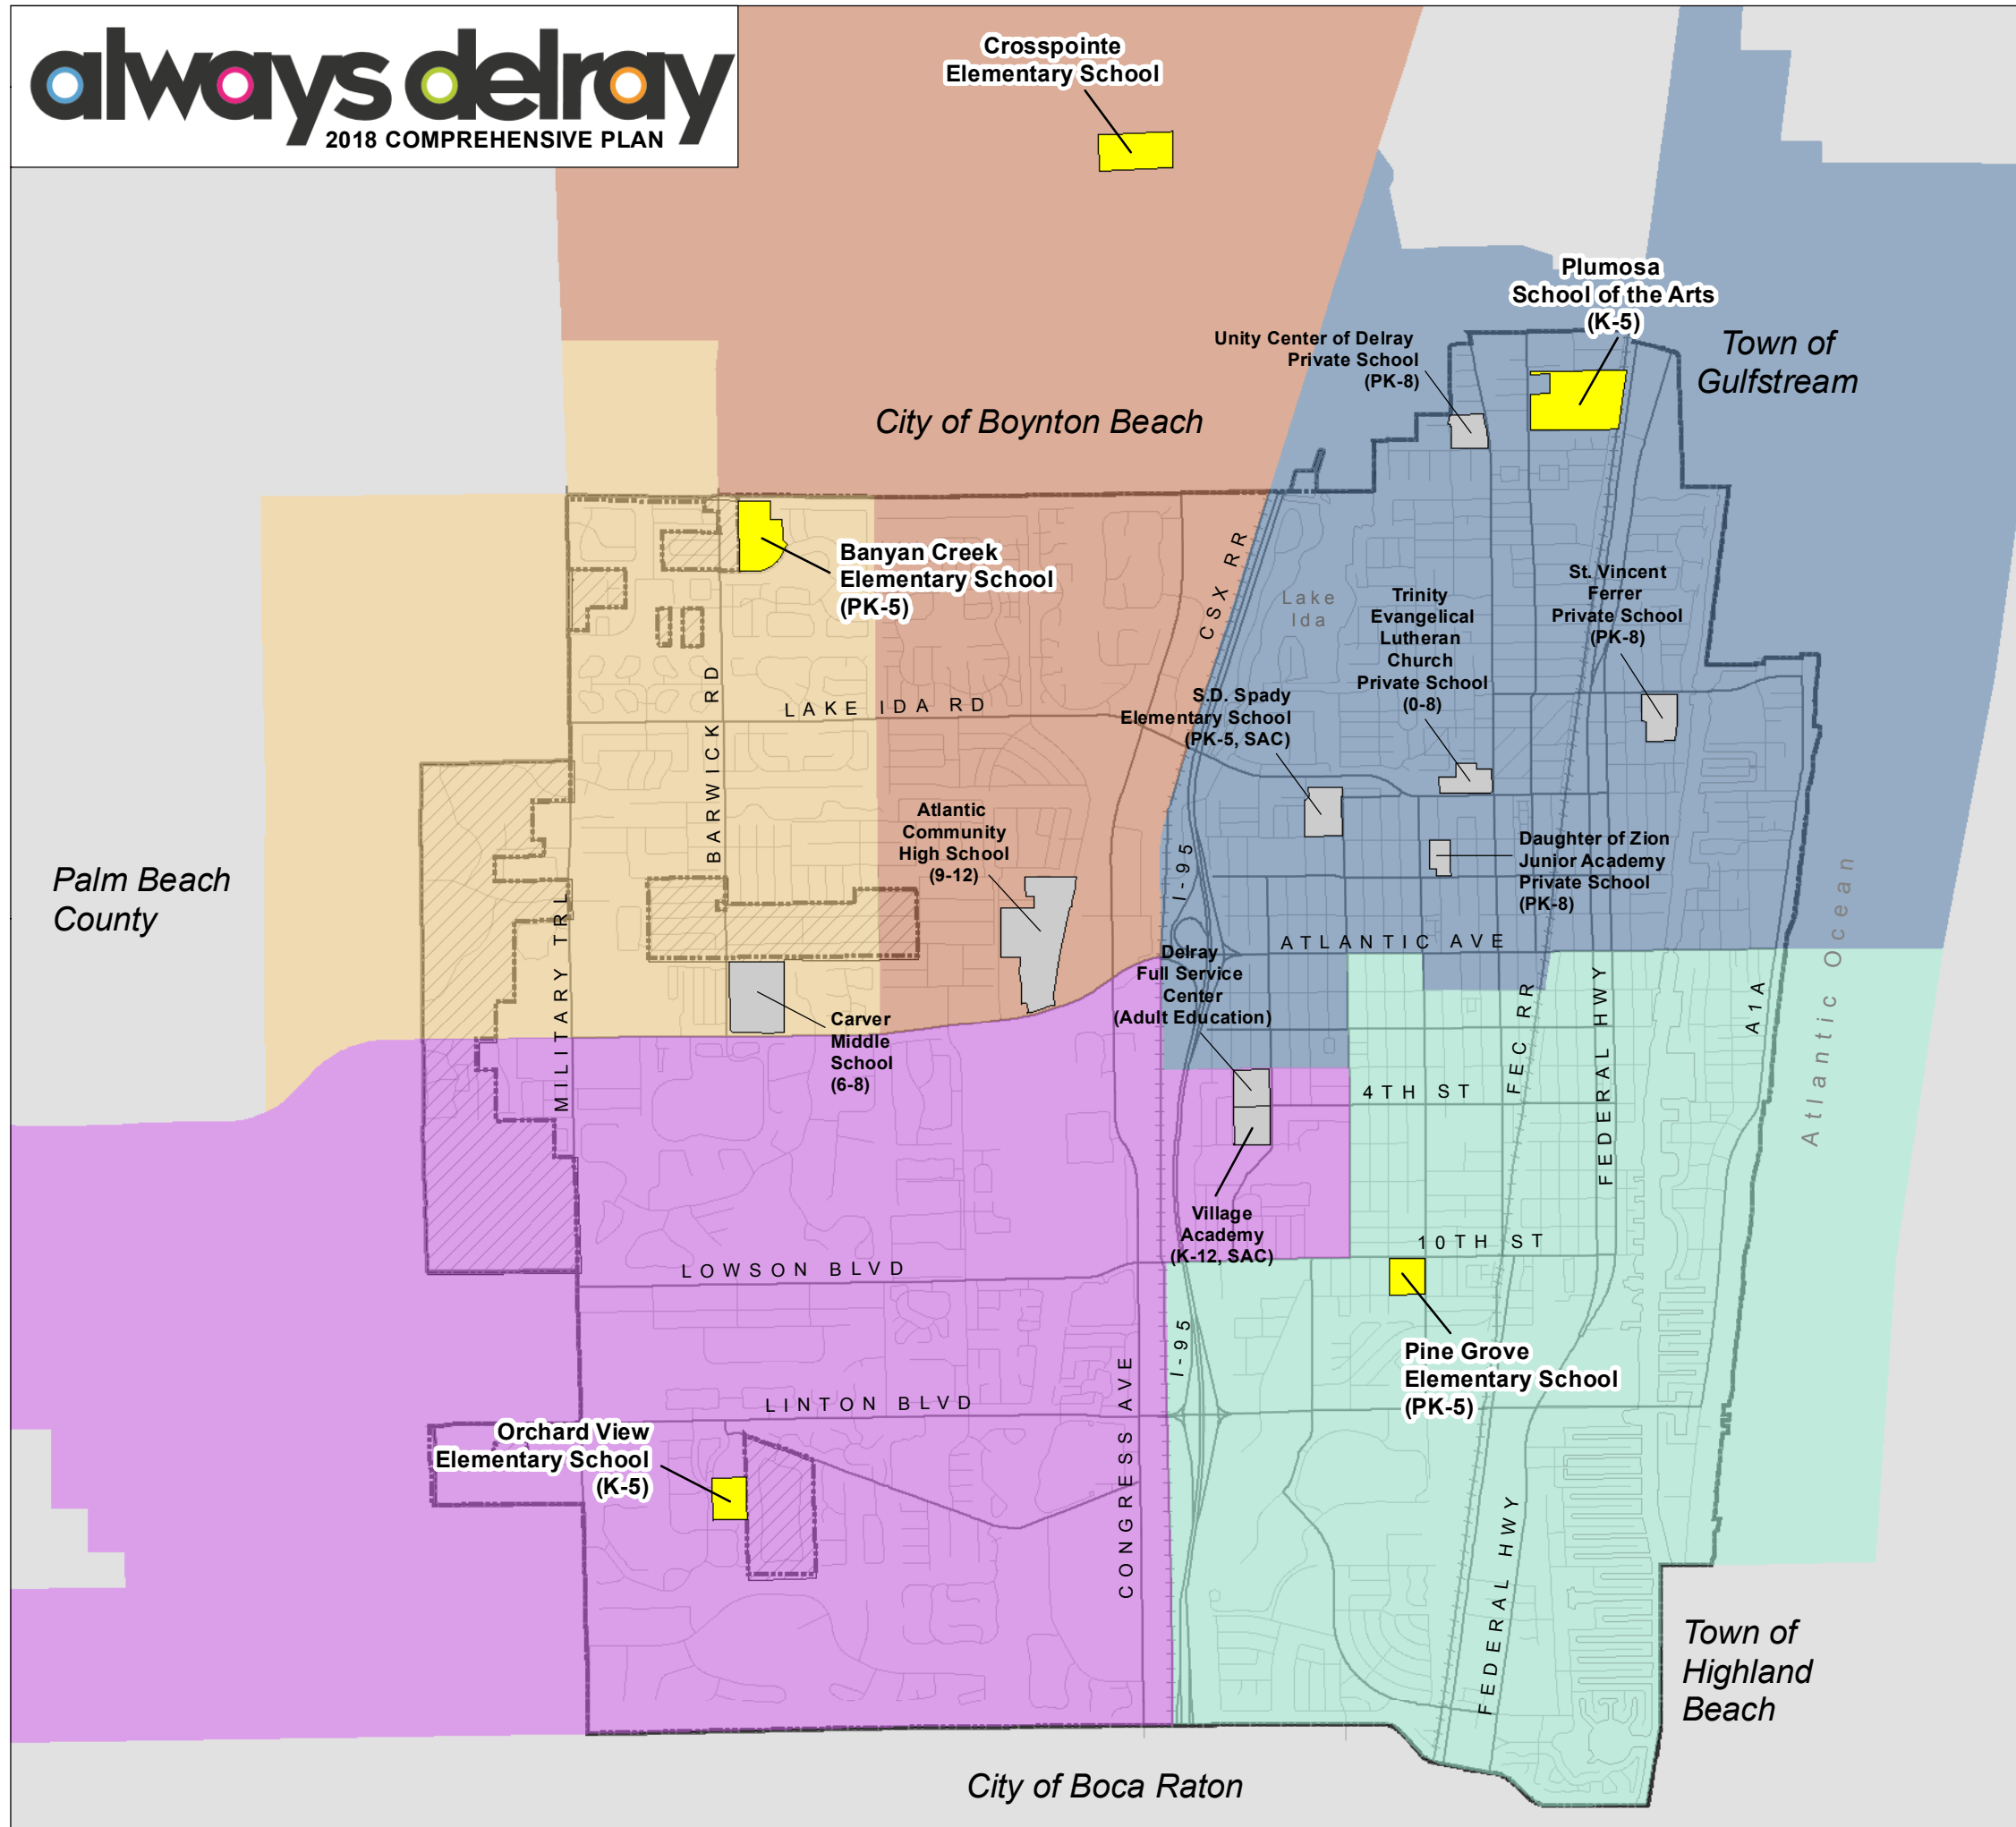 always delray
2018 COMPREHENSIVE PLAN
Crosspointe
Elementary School
Plumosa
School of the Arts
(K-5)
Unity Center of Delray
Private School
(PK-8)
Town of
Gulfstream
City of Boynton Beach
Banyan Creek
Elementary School
(PK-5)
CSX RR
Lake
Ida
St. Vincent
Ferrer
Private School
(PK-8)
Trinity
Evangelical
Lutheran
Church
Private School
(0-8)
BARWICK RD
LAKE IDA RD
S.D. Spady
Elementary School
(PK-5, SAC)
Atlantic
Community
High School
(9-12)
Daughter of Zion
Junior Academy
Private School
(PK-8)
Palm Beach
County
MILITARY TRL
I-95
ATLANTIC AVE
Delray
Full Service
Center
(Adult Education)
Carver
Middle
School
(6-8)
FEC RR
FEDERAL HWY
A1A
Atlantic Ocean
4TH ST
Village
Academy
(K-12, SAC)
10TH ST
LOWSON BLVD
I-95
Pine Grove
Elementary School
(PK-5)
LINTON BLVD
CONGRESS AVE
Orchard View
Elementary School
(K-5)
FEDERAL HWY
Town of
Highland
Beach
City of Boca Raton